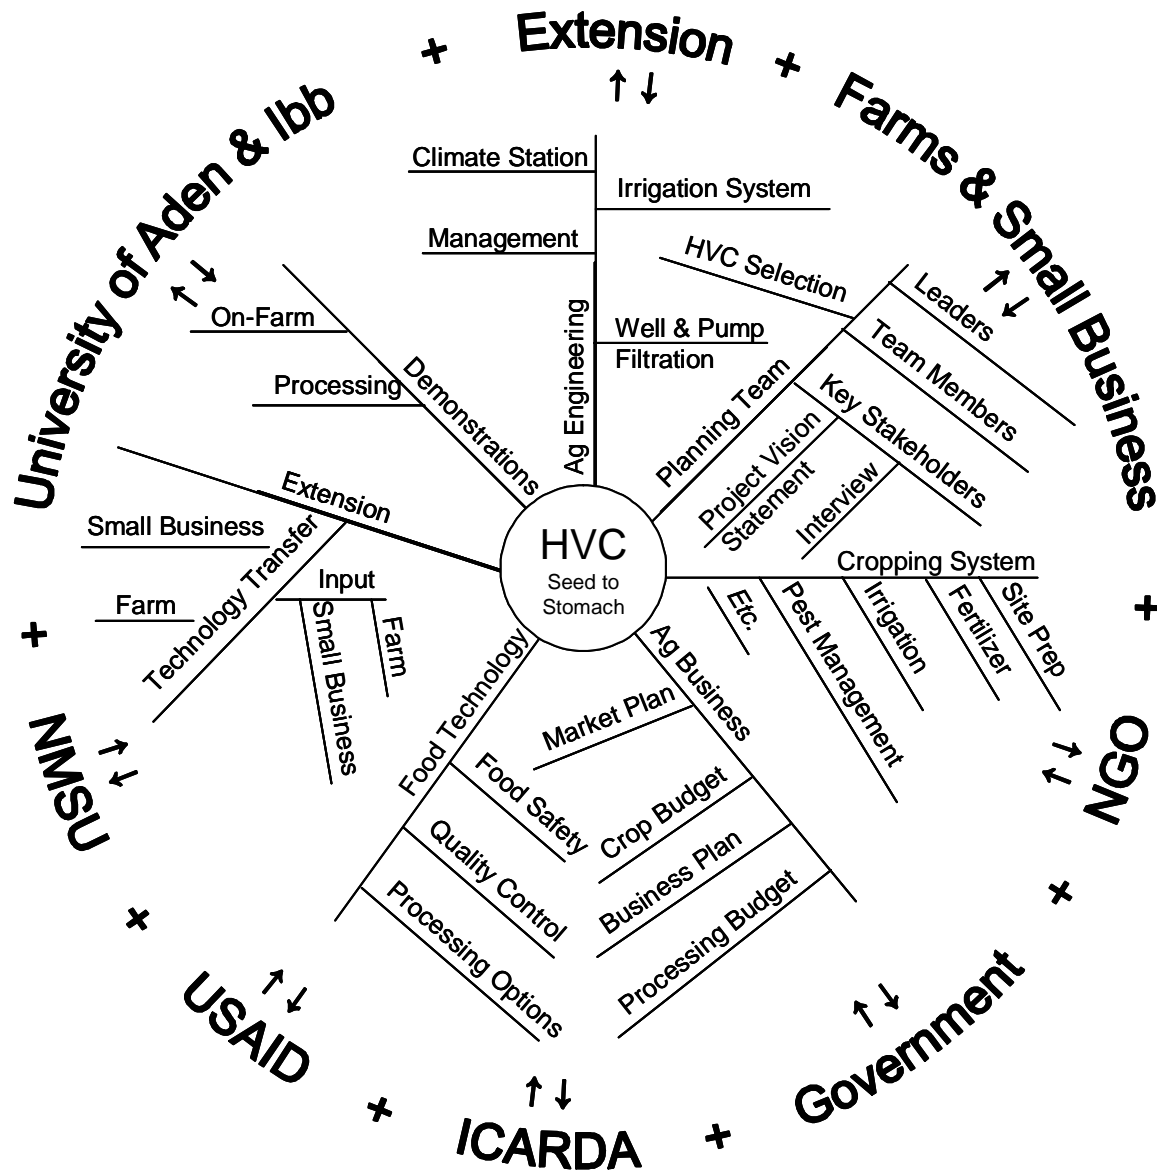 Extension
+
+
University of Aden & Ibb
Farms & Small Business
Climate Station
Irrigation System
Management
HVC Selection
Leaders
On-Farm
Well & Pump
Filtration
Team Members
Ag Engineering
Planning Team
Key Stakeholders
Processing
Demonstrations
Project Vision
Statement
Interview
Extension
HVC
Seed to
Stomach
Small Business
Technology Transfer
Input
Farm
Small Business
Farm
Cropping System
Etc.
Pest Management
Irrigation
Fertilizer
Site Prep
+
+
Food Technology
Ag Business
Market Plan
Food Safety
Crop Budget
Quality Control
Business Plan
Processing Options
Processing Budget
NMSU
NGO
+
+
USAID
Government
+
+
ICARDA